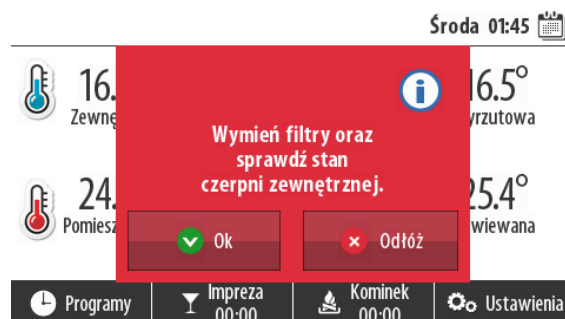 Środa 01:45
16.
16.5°
Zewnę
yrzutowa
Wymień filtry oraz
sprawdź stan
czerpni zewnętrznej.
24.
25.4°
Pomiesz
wiewana
Ok
Odłóż
Programy
Impreza
00:00
Kominek
00:00
Ustawienia